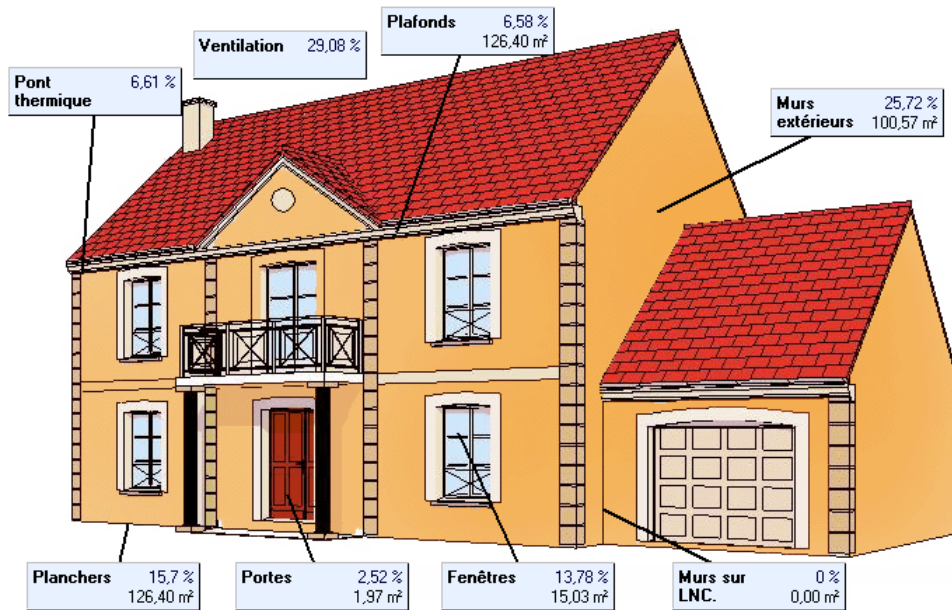 Plafonds 6,58 %
126,40 m²
Ventilation 29,08 %
Pont 6,61 %
thermique
Murs 25,72 %
extérieurs 100,57 m²
Planchers 15,7 %
126,40 m²
Portes 2,52 %
1,97 m²
Fenêtres 13,78 %
15,03 m²
Murs sur 0 %
LNC. 0,00 m²